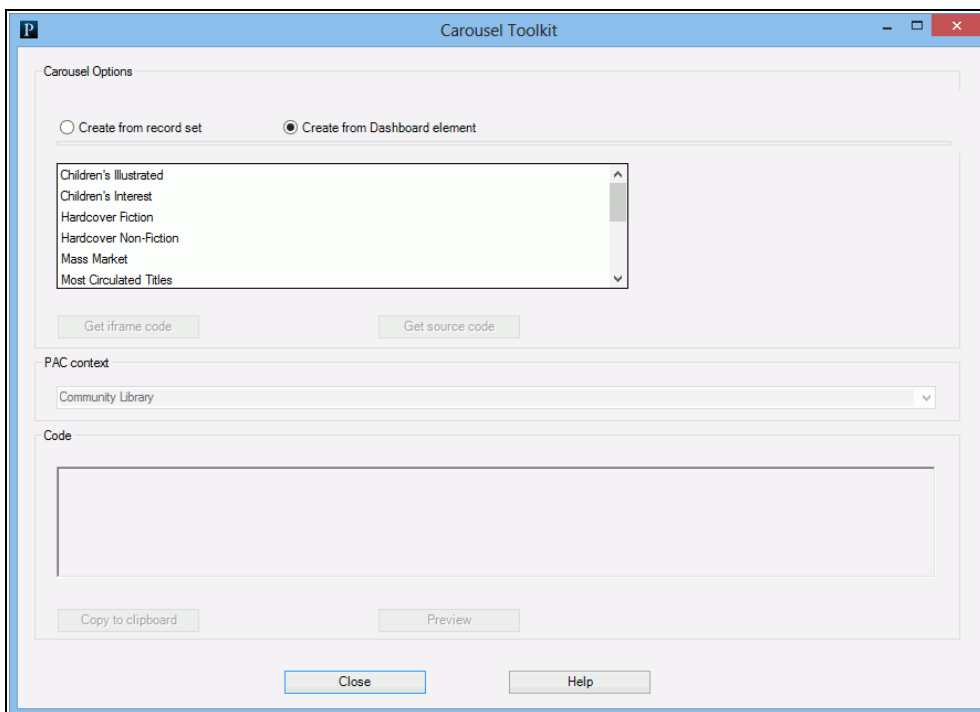 P
Carousel Toolkit
Carousel Options
Create from record set Create from Dashboard element
Children's Illustrated
Children's Interest
Hardcover Fiction
Hardcover Non-Fiction
Mass Market
Most Circulated Titles
Get iframe code Get source code
PAC context
Community Library
Code
Copy to clipboard Preview
Close Help